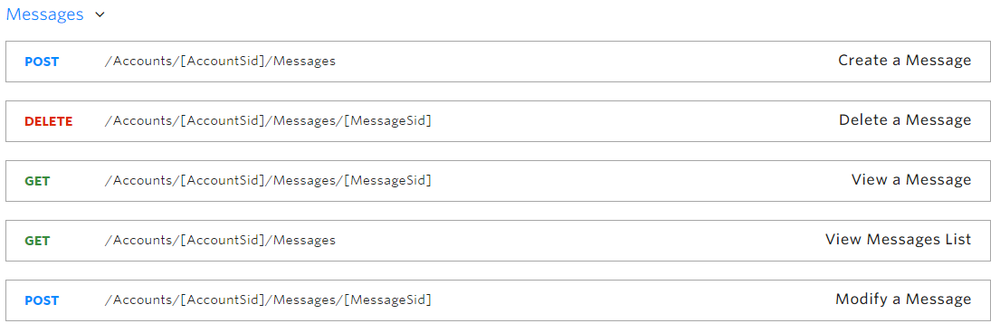 Messages
POST /Accounts/[AccountSid]/Messages Create a Message
DELETE /Accounts/[AccountSid]/Messages/[MessageSid] Delete a Message
GET /Accounts/[AccountSid]/Messages/[MessageSid] View a Message
GET /Accounts/[AccountSid]/Messages View Messages List
POST /Accounts/[AccountSid]/Messages/[MessageSid] Modify a Message